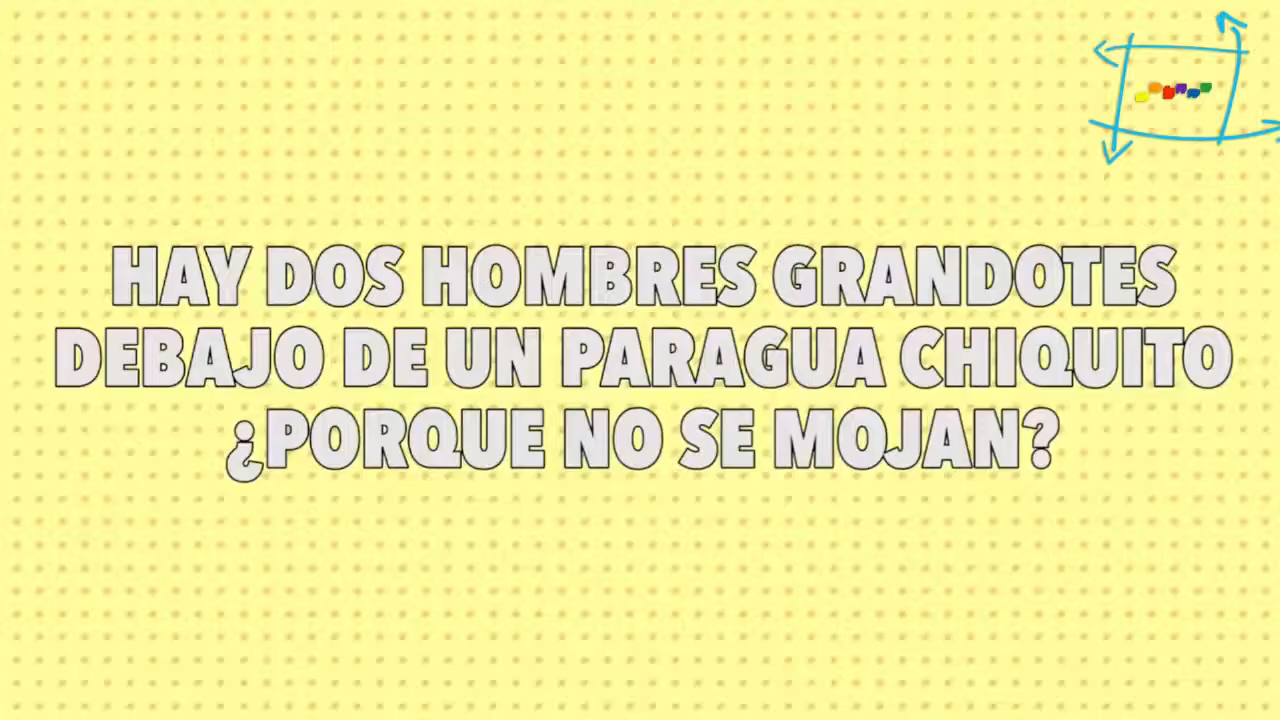 HAY DOS HOMBRES GRANDOTES
DEBAJO DE UN PARAGUA CHIQUITO
¿PORQUE NO SE MOJAN?